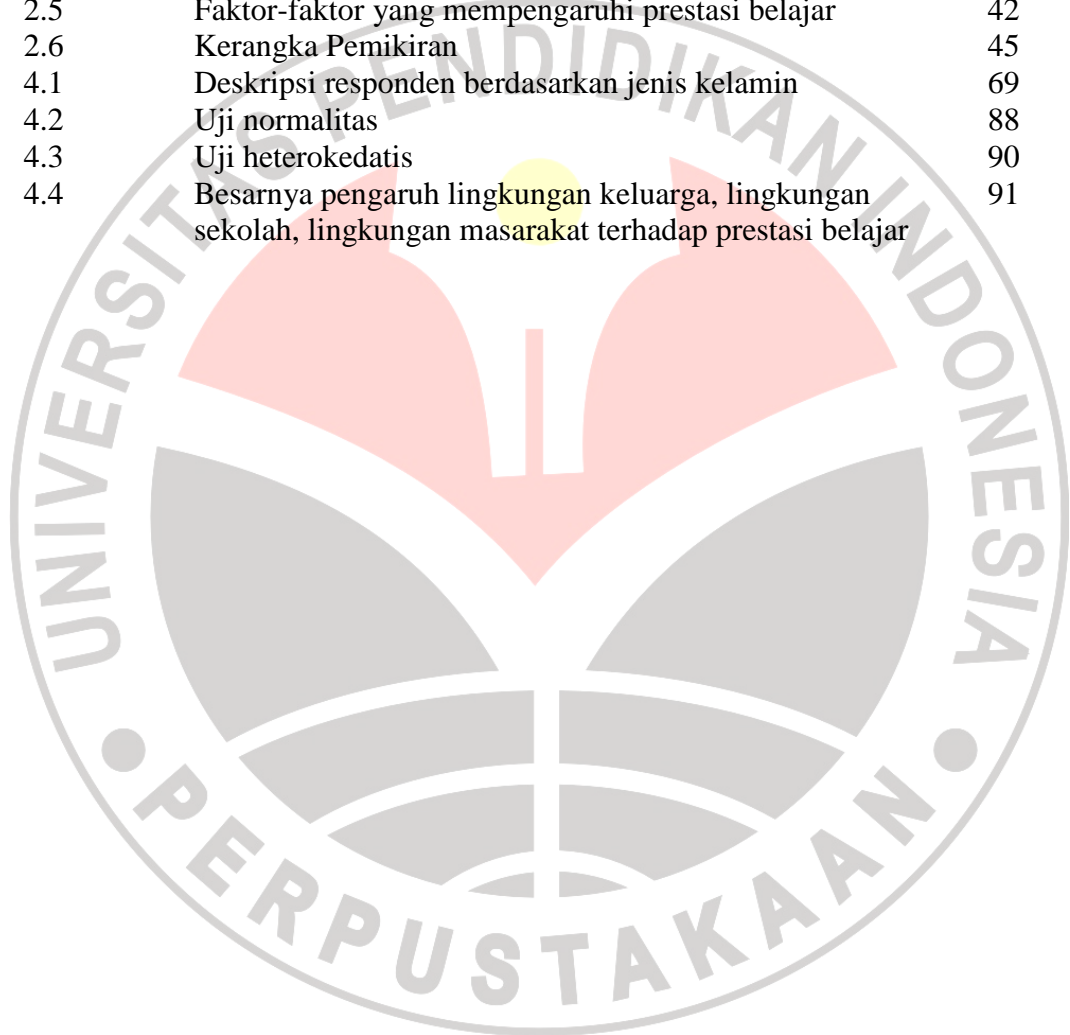 2.5 Faktor-faktor yang mempengaruhi prestasi belajar 42
2.6 Kerangka Pemikiran 45
4.1 Deskripsi responden berdasarkan jenis kelamin 69
4.2 Uji normalitas 88
4.3 Uji heterokedatis 90
4.4 Besarnya pengaruh lingkungan keluarga, lingkungan 91
sekolah, lingkungan masarakat terhadap prestasi belajar
UNIVERSITAS PENDIDIKAN INDONESIA
PERPUSTAKAAN